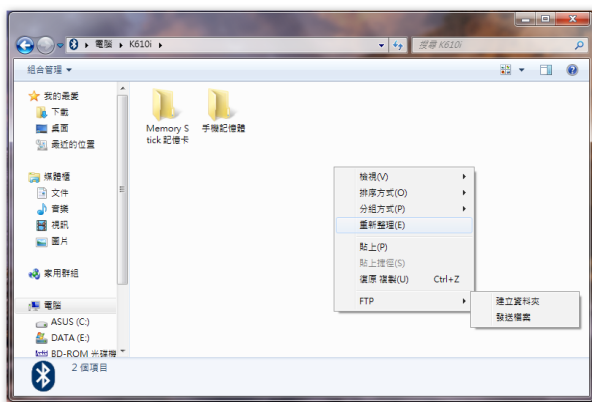 電腦 ▸ K610i ▸
搜尋 K610i
組合管理 ▾
我的最愛
下載
桌面
最近的位置
媒體櫃
文件
音樂
視訊
圖片
家用群組
電腦
ASUS (C:)
DATA (E:)
BD-ROM 光碟機
Memory S
tick 記憶卡
手機記憶體
檢視(V)
排序方式(O)
分組方式(P)
重新整理(E)
貼上(P)
貼上捷徑(S)
復原 複製(U) Ctrl+Z
FTP
建立資料夾
發送檔案
2 個項目